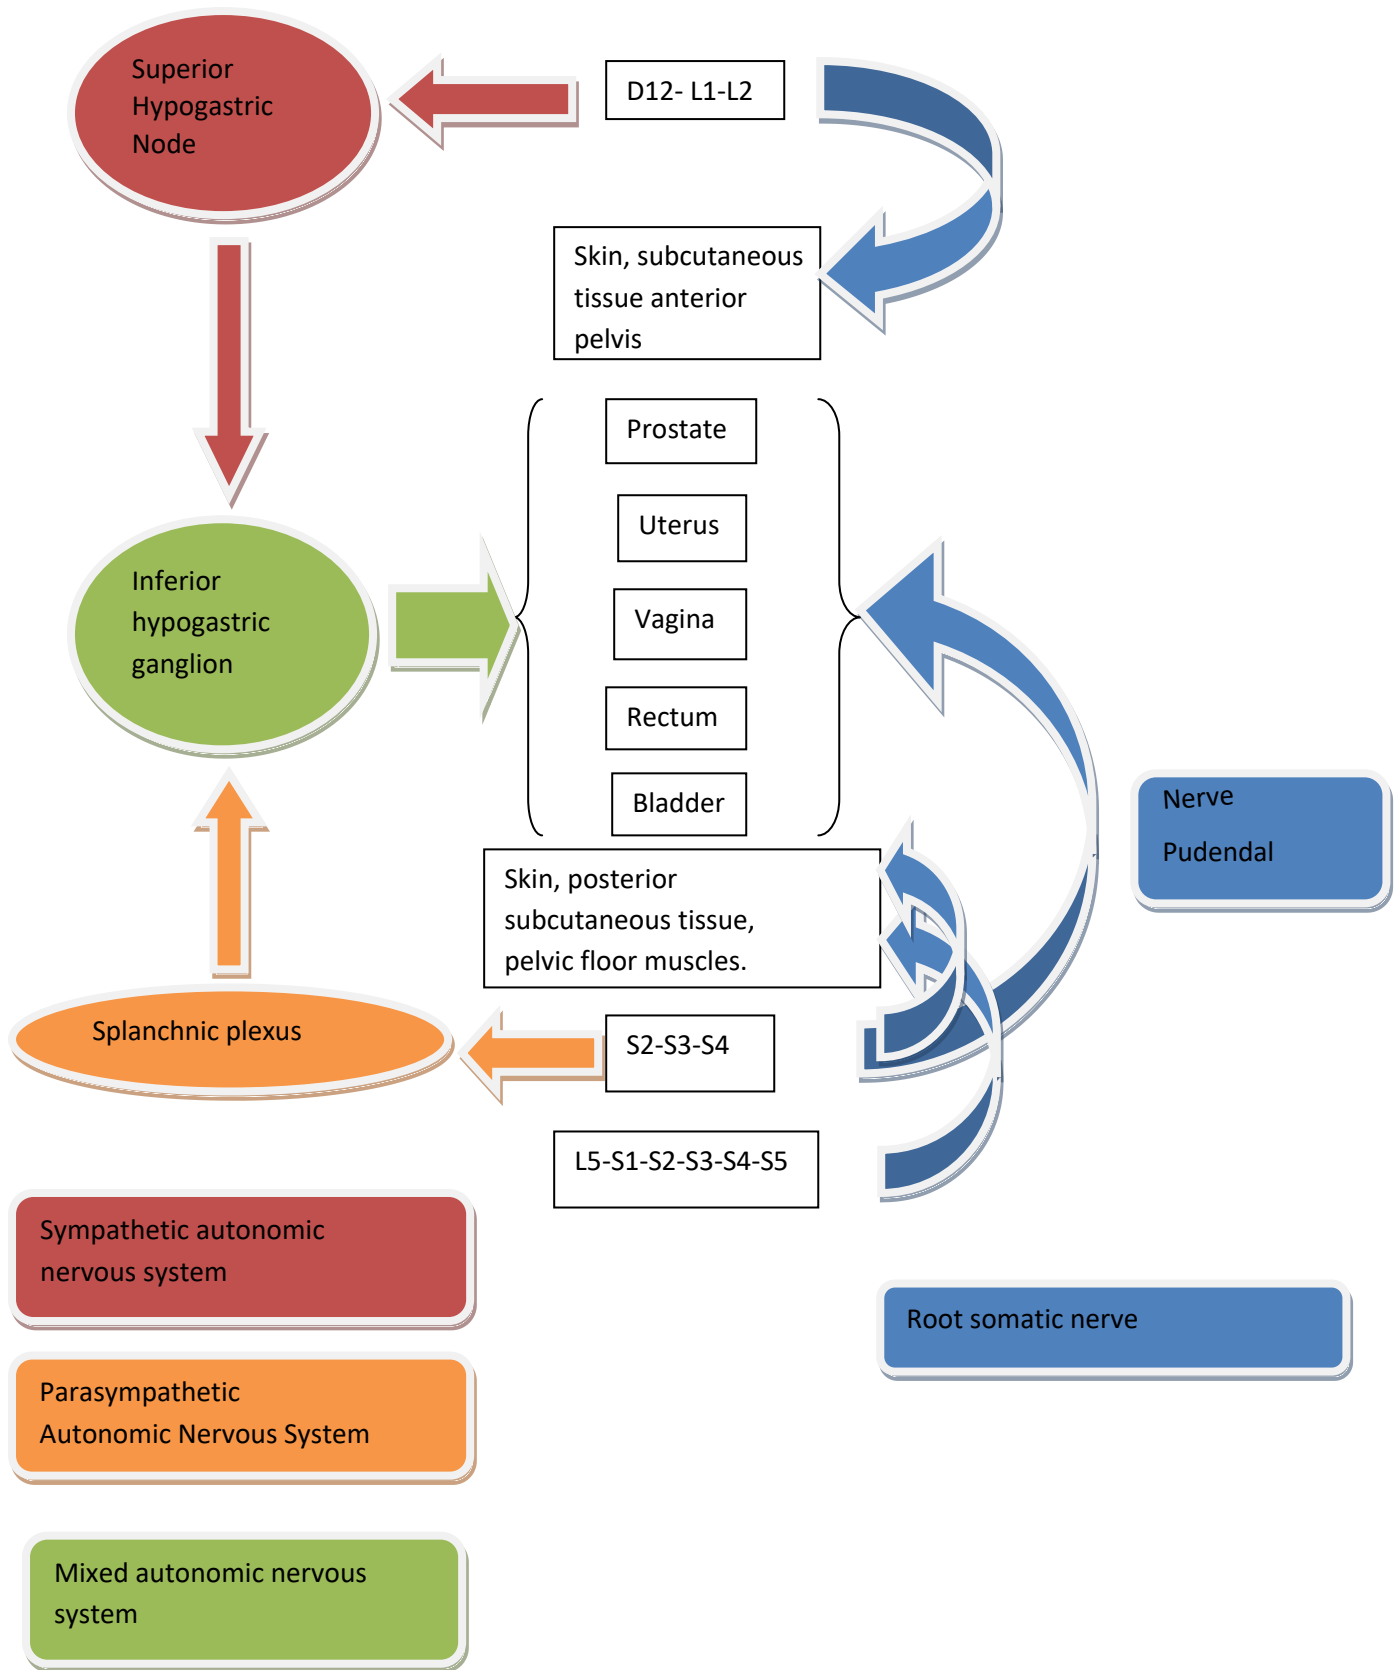 Superior
Hypogastric
Node
D12- L1-L2
Skin, subcutaneous
tissue anterior
pelvis
Prostate
Uterus
Vagina
Rectum
Bladder
Inferior
hypogastric
ganglion
Nerve
Pudendal
Skin, posterior
subcutaneous tissue,
pelvic floor muscles.
Splanchnic plexus
S2-S3-S4
L5-S1-S2-S3-S4-S5
Sympathetic autonomic
nervous system
Root somatic nerve
Parasympathetic
Autonomic Nervous System
Mixed autonomic nervous
system